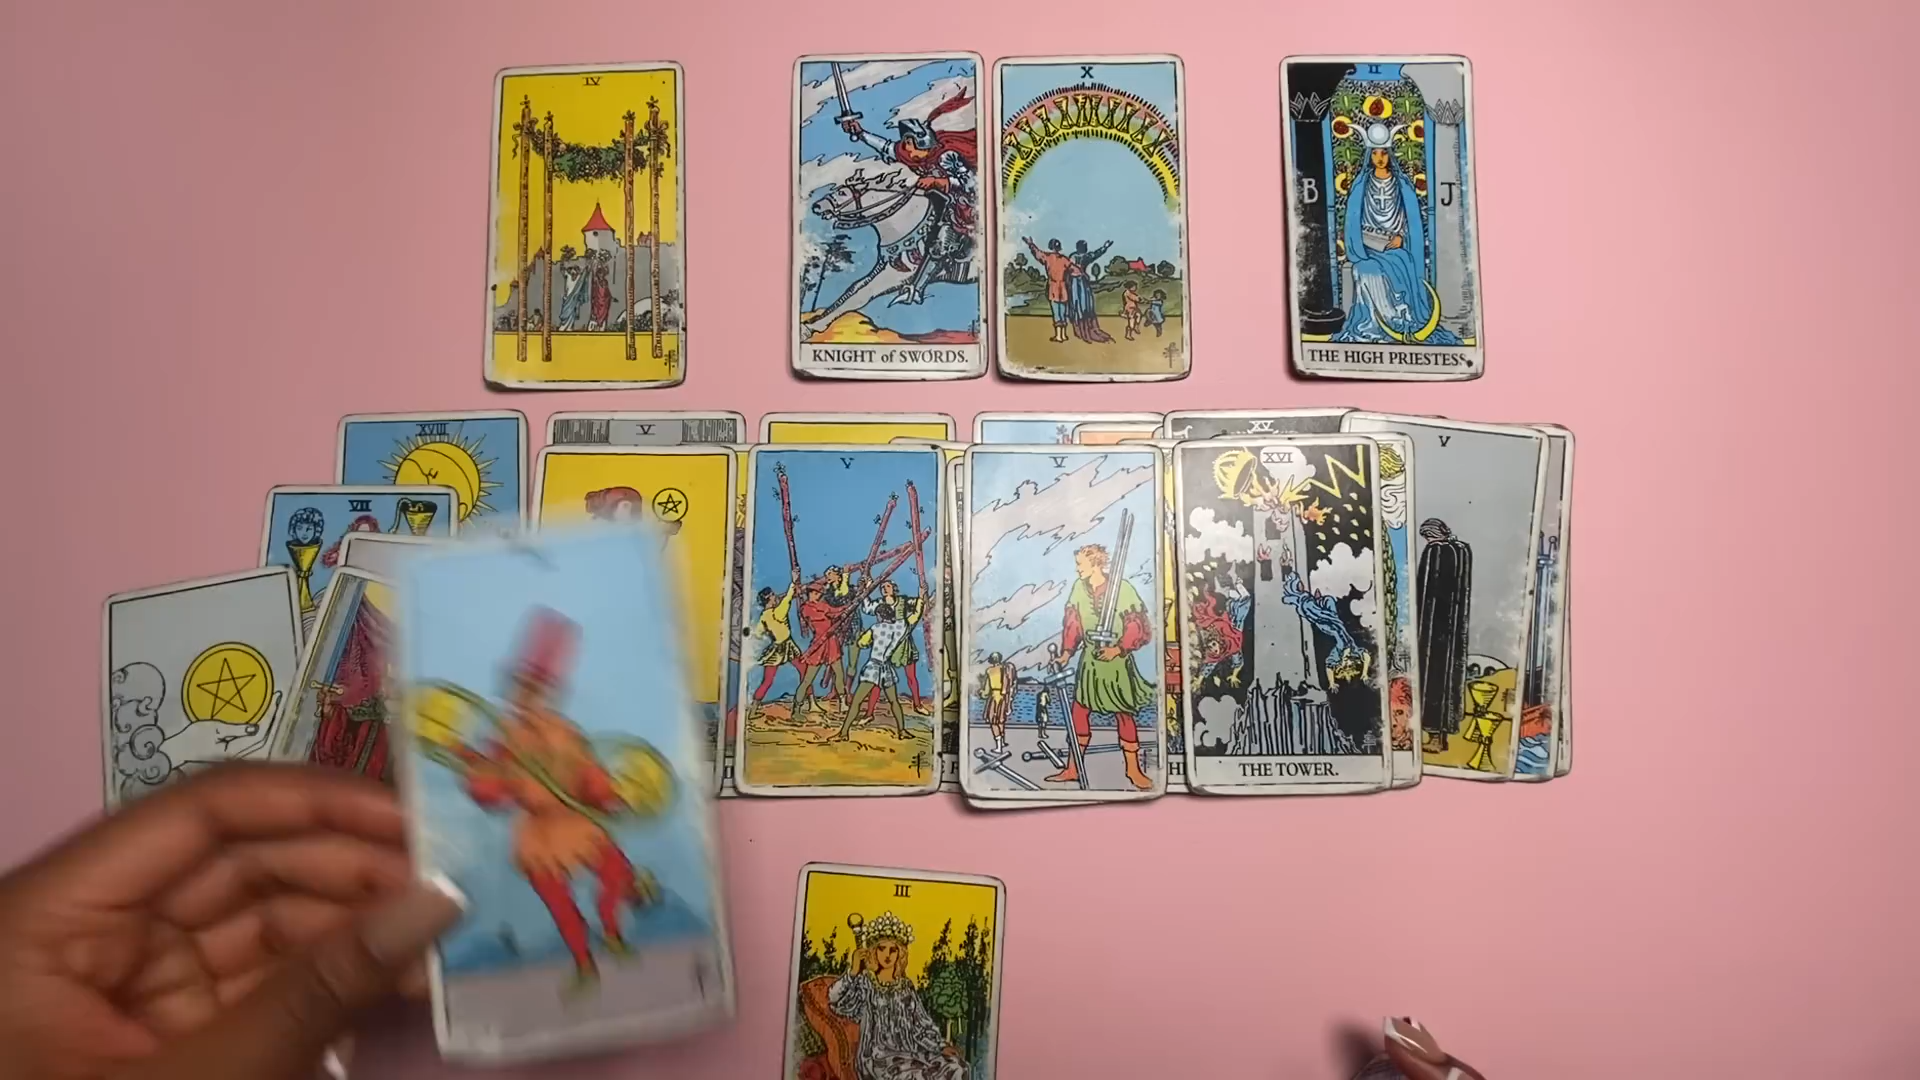 IV
KNIGHT of SWORDS.
X
II
B
J
THE HIGH PRIESTESS.
XVIII
VII
V
V
V
XV
XVI
THE TOWER.
V
III